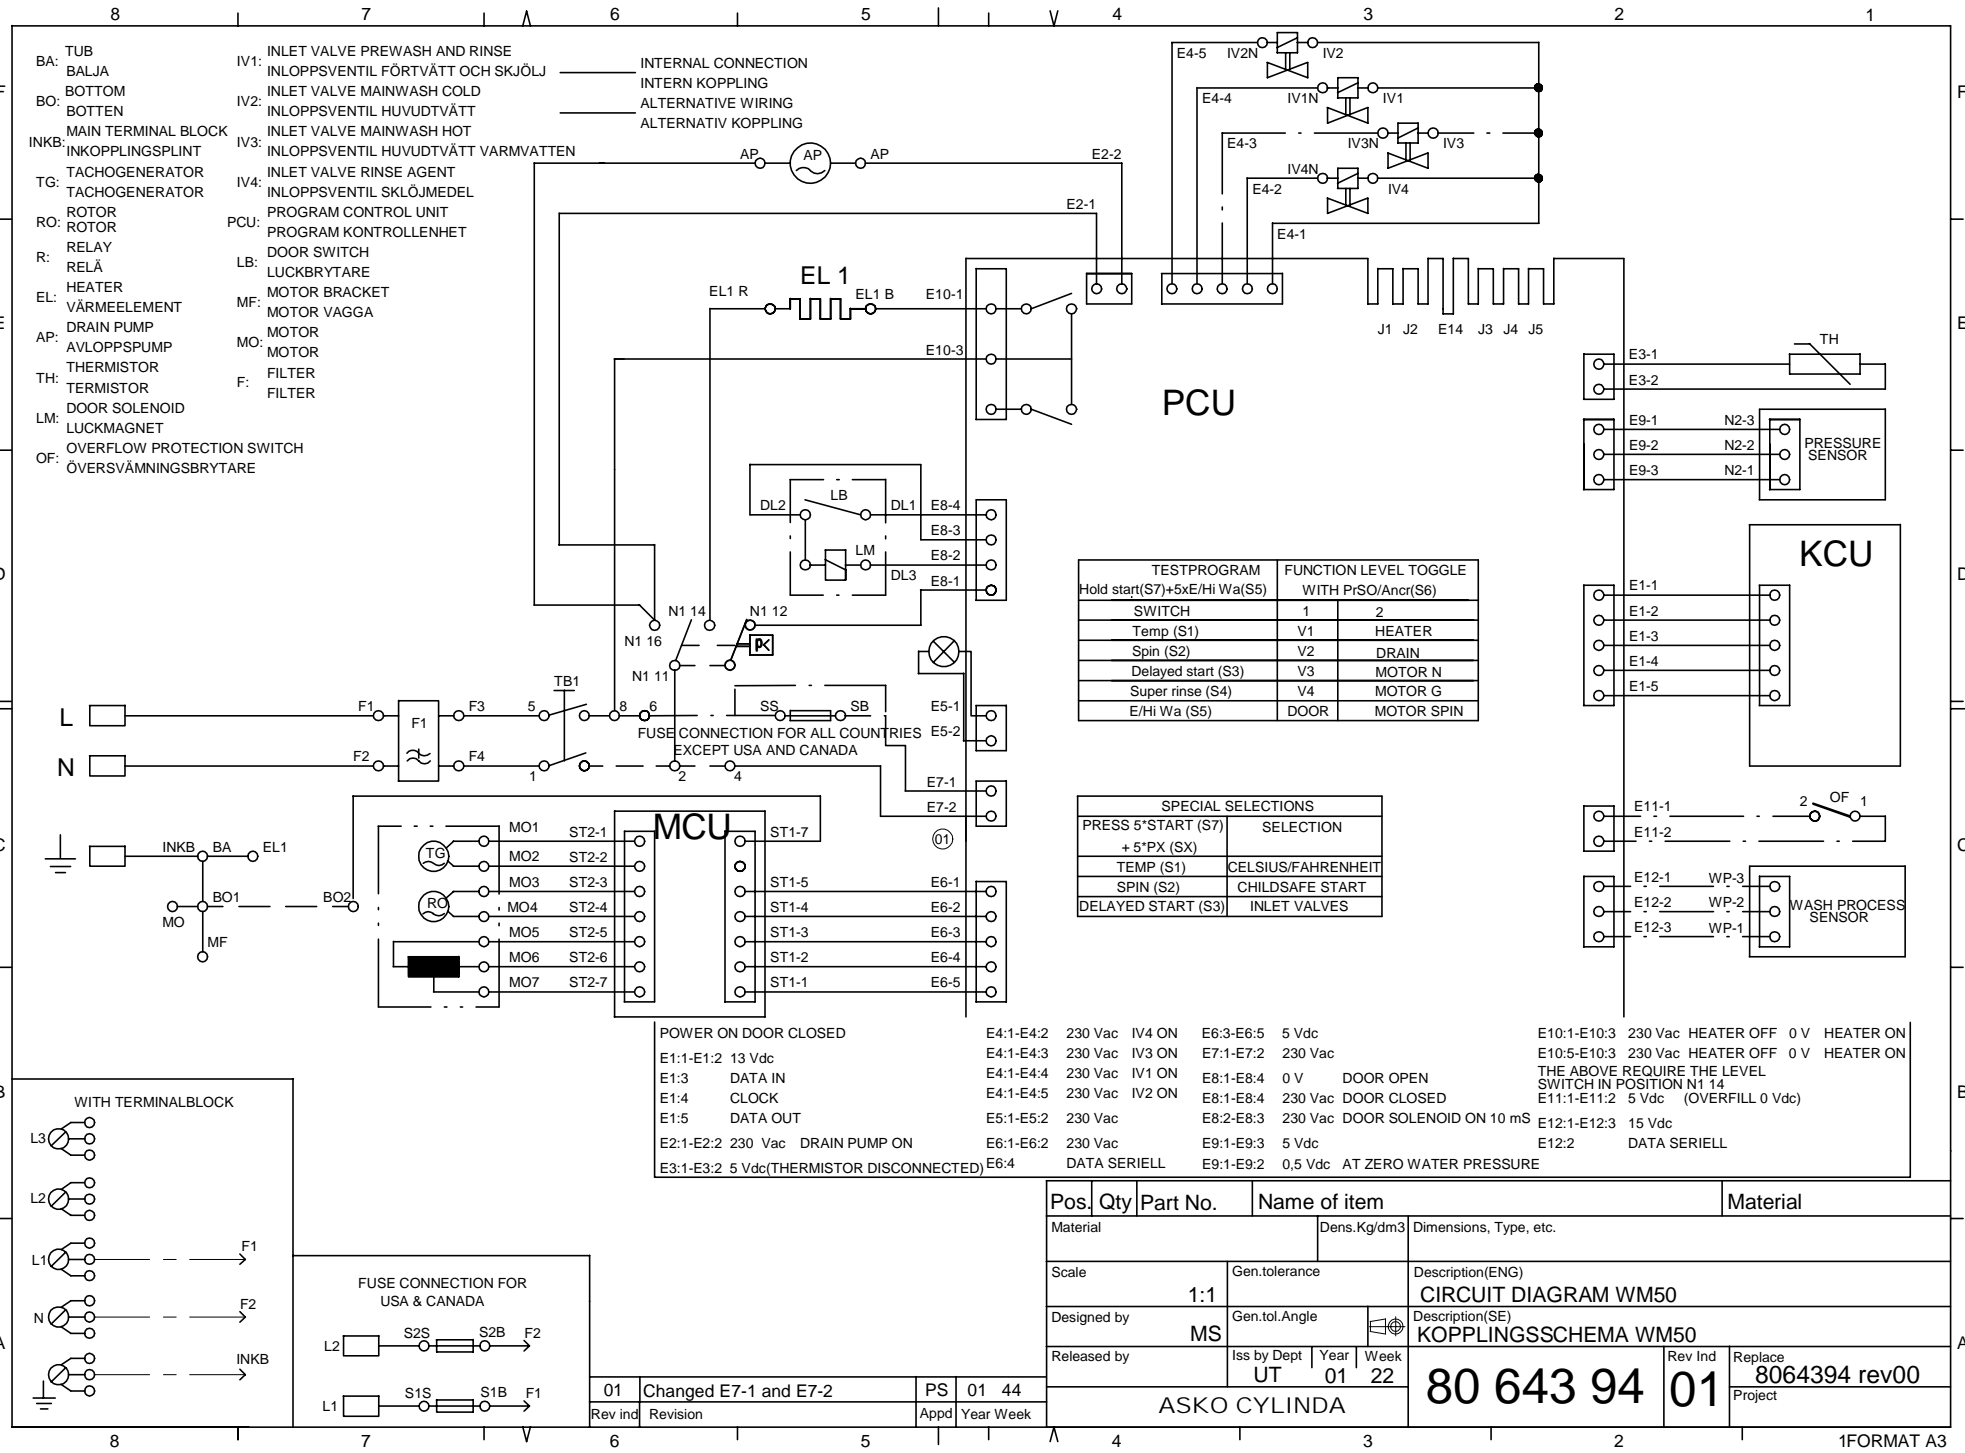 8 7 6 5 4 3 2 1
F
E
D
C
B
A
BA: TUB
BALJA
BO: BOTTOM
BOTTEN
INKB: MAIN TERMINAL BLOCK
INKOPPLINGSPLINT
TG: TACHOGENERATOR
TACHOGENERATOR
RO: ROTOR
ROTOR
R: RELAY
RELÄ
EL: HEATER
VÄRMEELEMENT
AP: DRAIN PUMP
AVLOPPSPUMP
TH: THERMISTOR
TERMISTOR
LM: DOOR SOLENOID
LUCKMAGNET
OF: OVERFLOW PROTECTION SWITCH
ÖVERSVÄMNINGSBRYTARE
IV1: INLET VALVE PREWASH AND RINSE
INLOPPSVENTIL FÖRTVÄTT OCH SKJÖLJ
IV2: INLET VALVE MAINWASH COLD
INLOPPSVENTIL HUVUDTVÄTT
IV3: INLET VALVE MAINWASH HOT
INLOPPSVENTIL HUVUDTVÄTT VARMVATTEN
IV4: INLET VALVE RINSE AGENT
INLOPPSVENTIL SKLÖJMEDEL
PCU: PROGRAM CONTROL UNIT
PROGRAM KONTROLLENHET
LB: DOOR SWITCH
LUCKBRYTARE
MF: MOTOR BRACKET
MOTOR VAGGA
MO: MOTOR
MOTOR
F: FILTER
FILTER
INTERNAL CONNECTION
INTERN KOPPLING
ALTERNATIVE WIRING
ALTERNATIV KOPPLING
AP AP AP E2-2
E2-1
E4-5 IV2N IV2
E4-4 IV1N IV1
E4-3 IV3N IV3
E4-2 IV4N IV4
E4-1
EL 1
EL1 R EL1 B E10-1
E10-3
J1 J2 E14 J3 J4 J5
PCU
E3-1 TH
E3-2
E9-1 N2-3
E9-2 N2-2
E9-3 N2-1
PRESSURE
SENSOR
KCU
E1-1
E1-2
E1-3
E1-4
E1-5
DL2 LB DL1 E8-4
E8-3
LM E8-2
DL3 E8-1
N1 16 N1 14 N1 12
N1 11
P<
TESTPROGRAM FUNCTION LEVEL TOGGLE
Hold start(S7)+5xE/Hi Wa(S5) WITH PrSO/Ancr(S6)
SWITCH 1 2
Temp (S1) V1 HEATER
Spin (S2) V2 DRAIN
Delayed start (S3) V3 MOTOR N
Super rinse (S4) V4 MOTOR G
E/Hi Wa (S5) DOOR MOTOR SPIN
L F1 F1 F3 5 TB1 8 6 SS SB E5-1
E5-2
FUSE CONNECTION FOR ALL COUNTRIES
EXCEPT USA AND CANADA
N F2 F4 1 2 4
E7-1
E7-2
01
SPECIAL SELECTIONS
PRESS 5*START (S7) SELECTION
+ 5*PX (SX)
TEMP (S1) CELSIUS/FAHRENHEIT
SPIN (S2) CHILDSAFE START
DELAYED START (S3) INLET VALVES
E11-1 2 OF 1
E11-2
E12-1 WP-3
E12-2 WP-2
E12-3 WP-1
WASH PROCESS
SENSOR
INKB BA EL1
BO1 BO2
MO
MF
MCU
TG
RO
MO1 ST2-1 ST1-7
MO2 ST2-2
MO3 ST2-3 ST1-5 E6-1
MO4 ST2-4 ST1-4 E6-2
MO5 ST2-5 ST1-3 E6-3
MO6 ST2-6 ST1-2 E6-4
MO7 ST2-7 ST1-1 E6-5
POWER ON DOOR CLOSED
E1:1-E1:2 13 Vdc
E1:3 DATA IN
E1:4 CLOCK
E1:5 DATA OUT
E2:1-E2:2 230 Vac DRAIN PUMP ON
E3:1-E3:2 5 Vdc(THERMISTOR DISCONNECTED)
E4:1-E4:2 230 Vac IV4 ON
E4:1-E4:3 230 Vac IV3 ON
E4:1-E4:4 230 Vac IV1 ON
E4:1-E4:5 230 Vac IV2 ON
E5:1-E5:2 230 Vac
E6:1-E6:2 230 Vac
E6:4 DATA SERIELL
E6:3-E6:5 5 Vdc
E7:1-E7:2 230 Vac
E8:1-E8:4 0 V DOOR OPEN
E8:1-E8:4 230 Vac DOOR CLOSED
E8:2-E8:3 230 Vac DOOR SOLENOID ON 10 mS
E9:1-E9:3 5 Vdc
E9:1-E9:2 0,5 Vdc AT ZERO WATER PRESSURE
E10:1-E10:3 230 Vac HEATER OFF 0 V HEATER ON
E10:5-E10:3 230 Vac HEATER OFF 0 V HEATER ON
THE ABOVE REQUIRE THE LEVEL
SWITCH IN POSITION N1 14
E11:1-E11:2 5 Vdc (OVERFILL 0 Vdc)
E12:1-E12:3 15 Vdc
E12:2 DATA SERIELL
WITH TERMINALBLOCK
L3
L2
L1 F1
N F2
INKB
FUSE CONNECTION FOR
USA & CANADA
L2 S2S S2B F2
L1 S1S S1B F1
01 Changed E7-1 and E7-2 PS 01 44
Rev ind Revision Appd Year Week
Pos. Qty Part No. Name of item Material
Material Dens.Kg/dm3 Dimensions, Type, etc.
Scale 1:1 Gen.tolerance Description(ENG)
CIRCUIT DIAGRAM WM50
Designed by MS Gen.tol.Angle Description(SE)
KOPPLINGSSCHEMA WM50
Released by Iss by Dept UT Year 01 Week 22
80 643 94
Rev Ind 01
Replace 8064394 rev00
Project
ASKO CYLINDA
8 7 6 5 4 3 2 1FORMAT A3